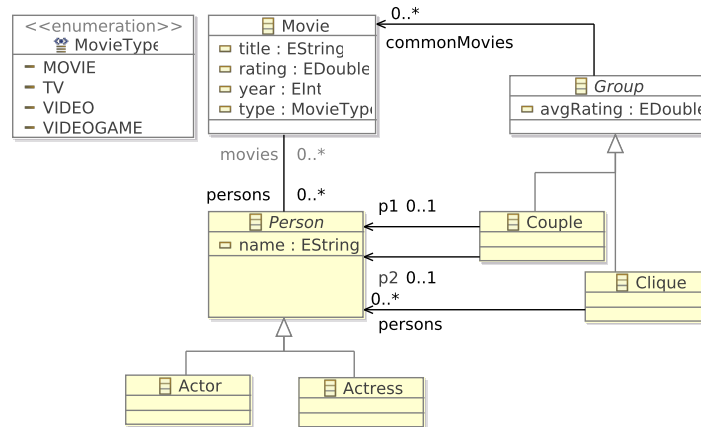 <<enumeration>>
MovieType
MOVIE
TV
VIDEO
VIDEOGAME
Movie
title : EString
rating : EDouble
year : EInt
type : MovieType
0..*
commonMovies
Group
avgRating : EDouble
movies 0..*
persons 0..*
Person
name : EString
p1 0..1
Couple
p2 0..1
0..*
persons
Clique
Actor
Actress